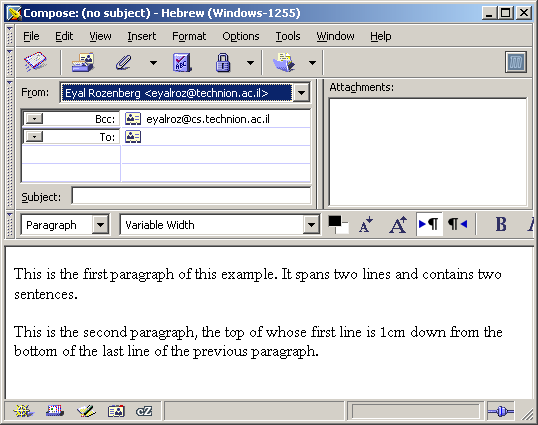 Compose: (no subject) - Hebrew (Windows-1255)
File Edit View Insert Format Options Tools Window Help
From: Eyal Rozenberg <eyalroz@technion.ac.il>
Attachments:
Bcc: eyalroz@cs.technion.ac.il
To:
Subject:
Paragraph Variable Width A A ¶ ¶ B A
This is the first paragraph of this example. It spans two lines and contains two
sentences.
This is the second paragraph, the top of whose first line is 1cm down from the
bottom of the last line of the previous paragraph.
cZ